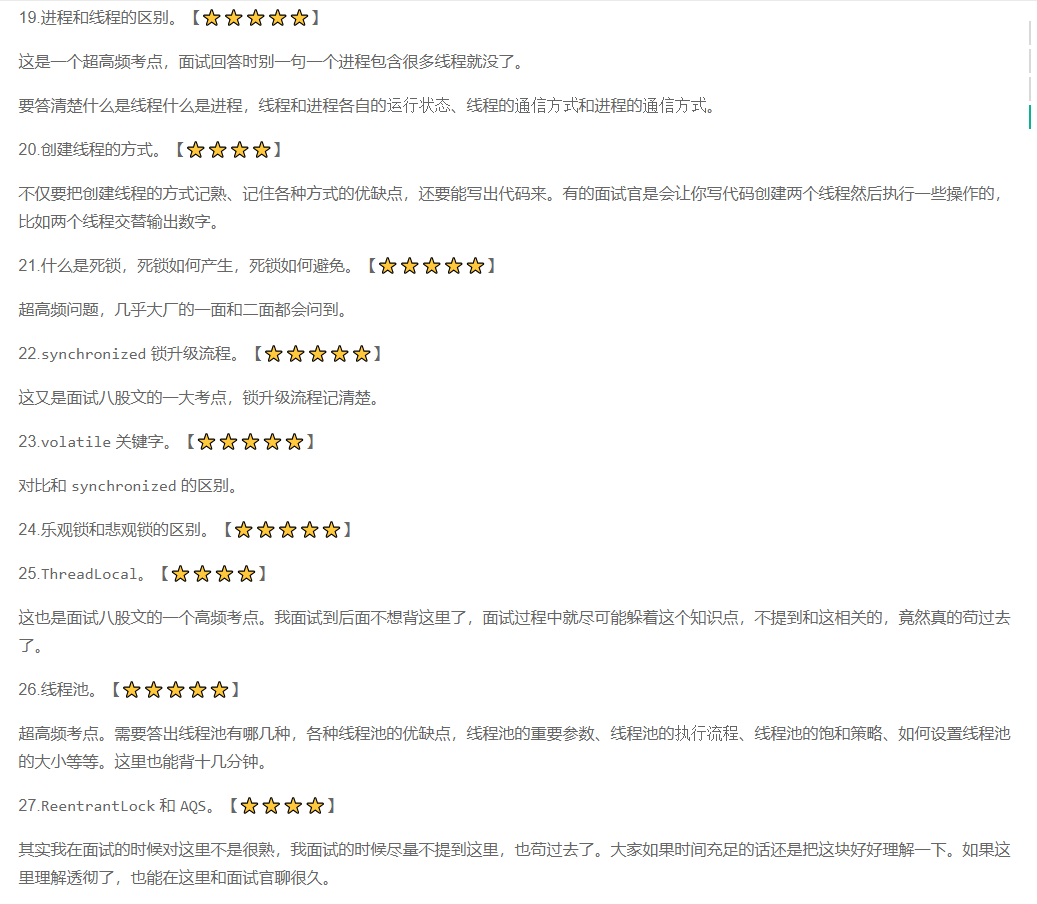 19.进程和线程的区别。【⭐⭐⭐⭐⭐】
这是一个超高频考点，面试回答时别一句一个进程包含很多线程就没了。
要答清楚什么是线程什么是进程，线程和进程各自的运行状态、线程的通信方式和进程的通信方式。
20.创建线程的方式。【⭐⭐⭐⭐】
不仅要把创建线程的方式记熟、记住各种方式的优缺点，还要能写出代码来。有的面试官是会让你写代码创建两个线程然后执行一些操作的，
比如两个线程交替输出数字。
21.什么是死锁，死锁如何产生，死锁如何避免。【⭐⭐⭐⭐⭐】
超高频问题，几乎大厂的一面和二面都会问到。
22.synchronized 锁升级流程。【⭐⭐⭐⭐⭐】
这又是面试八股文的一大考点，锁升级流程记清楚。
23.volatile 关键字。【⭐⭐⭐⭐⭐】
对比和 synchronized 的区别。
24.乐观锁和悲观锁的区别。【⭐⭐⭐⭐⭐】
25.ThreadLocal。【⭐⭐⭐⭐】
这也是面试八股文的一个高频考点。我面试到后面不想背这里了，面试过程中就尽可能躲着这个知识点，不提到和这相关的，竟然真的苟过去
了。
26.线程池。【⭐⭐⭐⭐⭐】
超高频考点。需要答出线程池有哪几种，各种线程池的优缺点，线程池的重要参数、线程池的执行流程、线程池的饱和策略、如何设置线程池
的大小等等。这里也能背十几分钟。
27.ReentrantLock 和 AQS。【⭐⭐⭐⭐】
其实我在面试的时候对这里不是很熟，我面试的时候尽量不提到这里，也苟过去了。大家如果时间充足的话还是把这块好好理解一下。如果这
里理解透彻了，也能在这里和面试官聊很久。